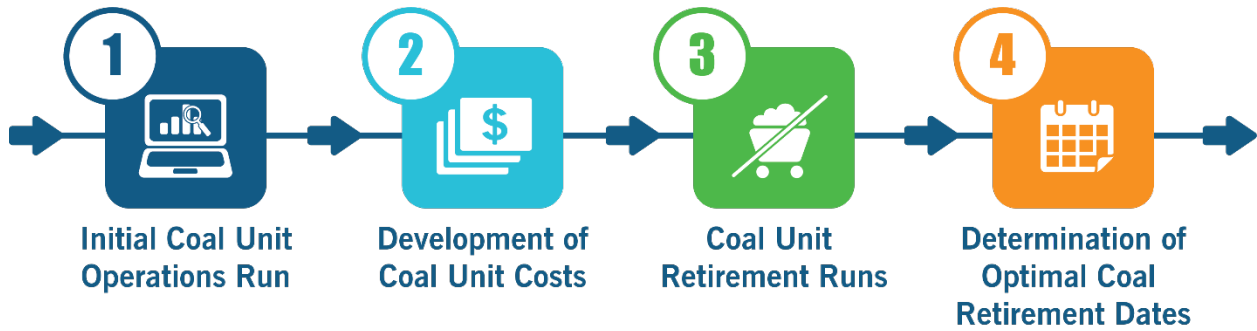 1
2
3
4
$
Initial Coal Unit
Operations Run
Development of
Coal Unit Costs
Coal Unit
Retirement Runs
Determination of
Optimal Coal
Retirement Dates